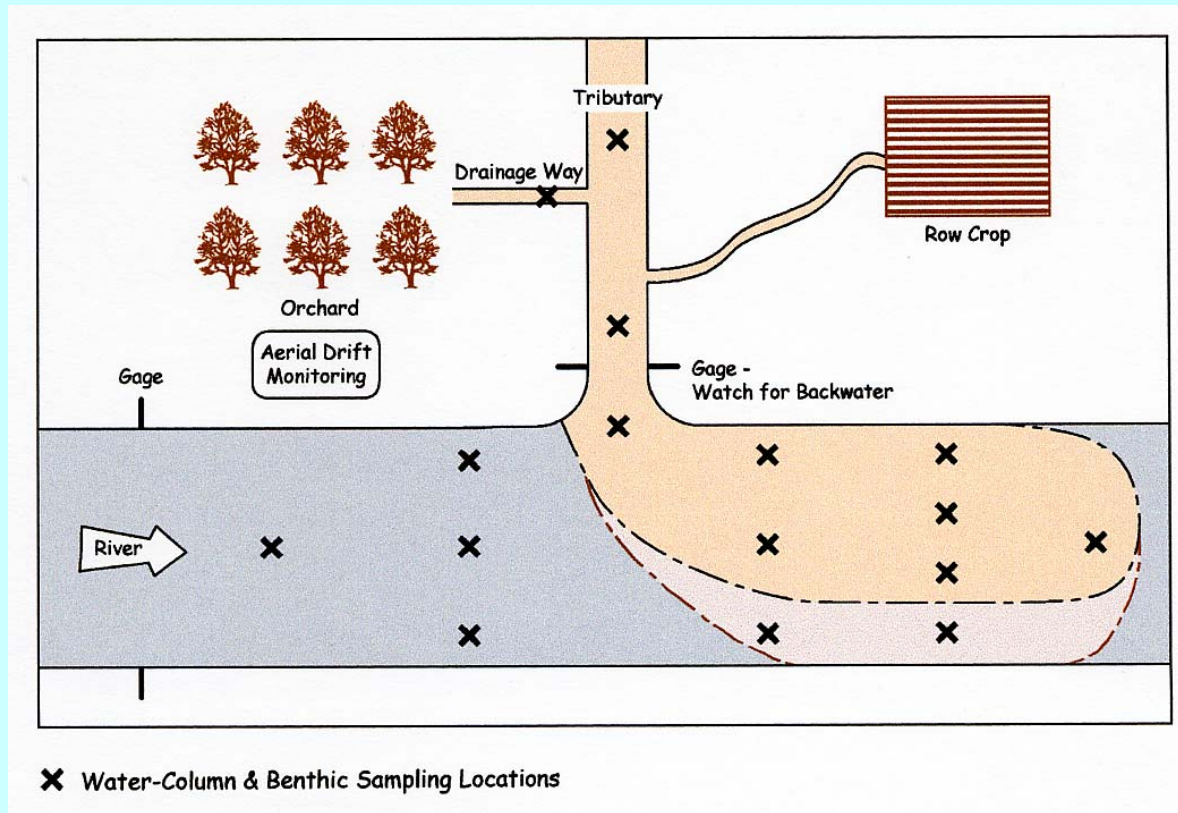 Tributary
Drainage Way
Row Crop
Orchard
Aerial Drift
Monitoring
Gage
Gage -
Watch for Backwater
River
Water-Column & Benthic Sampling Locations